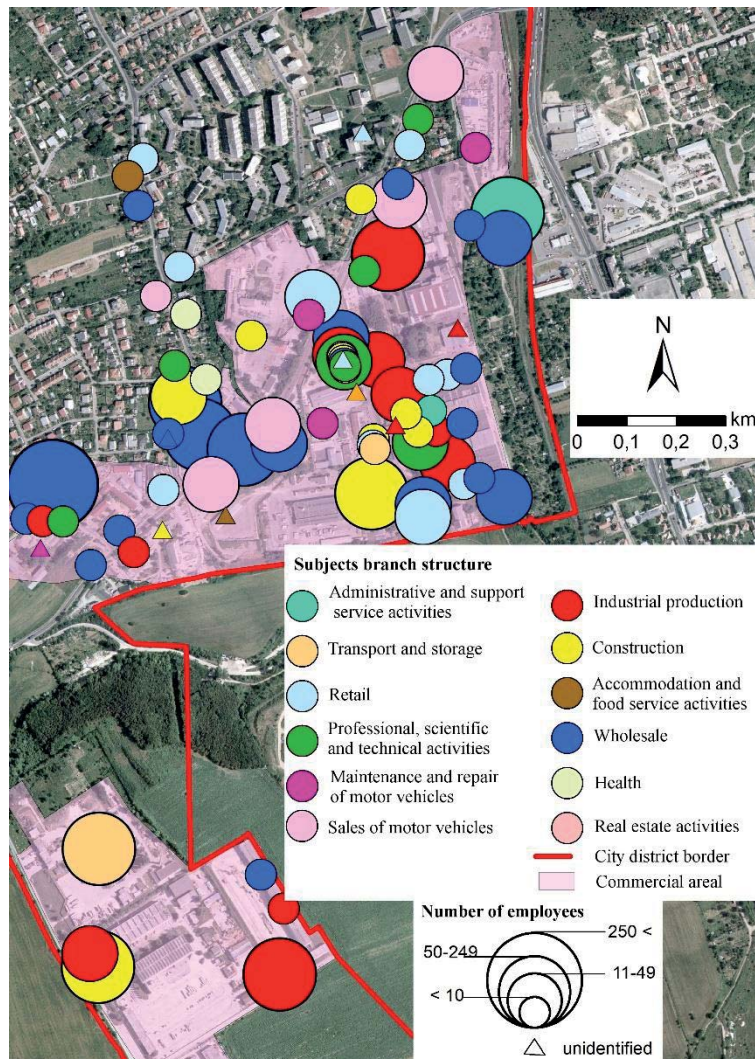 N
km
0 0,1 0,2 0,3
Subjects branch structure
Administrative and support
service activities
Transport and storage
Retail
Professional, scientific
and technical activities
Maintenance and repair
of motor vehicles
Sales of motor vehicles
Industrial production
Construction
Accommodation and
food service activities
Wholesale
Health
Real estate activities
City district border
Commercial areal
Number of employees
250 <
50-249
11-49
< 10
unidentified